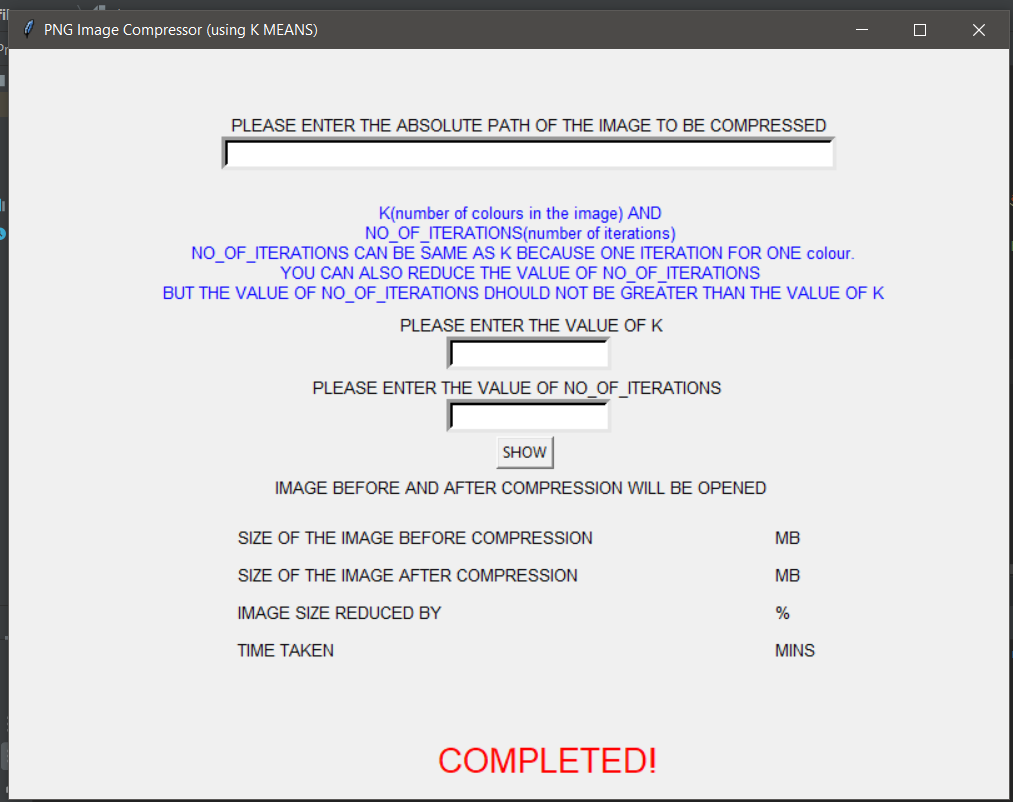 PNG Image Compressor (using K MEANS)
PLEASE ENTER THE ABSOLUTE PATH OF THE IMAGE TO BE COMPRESSED
K(number of colours in the image) AND
NO_OF_ITERATIONS(number of iterations)
NO_OF_ITERATIONS CAN BE SAME AS K BECAUSE ONE ITERATION FOR ONE colour.
YOU CAN ALSO REDUCE THE VALUE OF NO_OF_ITERATIONS
BUT THE VALUE OF NO_OF_ITERATIONS DHOULD NOT BE GREATER THAN THE VALUE OF K
PLEASE ENTER THE VALUE OF K
PLEASE ENTER THE VALUE OF NO_OF_ITERATIONS
SHOW
IMAGE BEFORE AND AFTER COMPRESSION WILL BE OPENED
SIZE OF THE IMAGE BEFORE COMPRESSION MB
SIZE OF THE IMAGE AFTER COMPRESSION MB
IMAGE SIZE REDUCED BY %
TIME TAKEN MINS
COMPLETED!